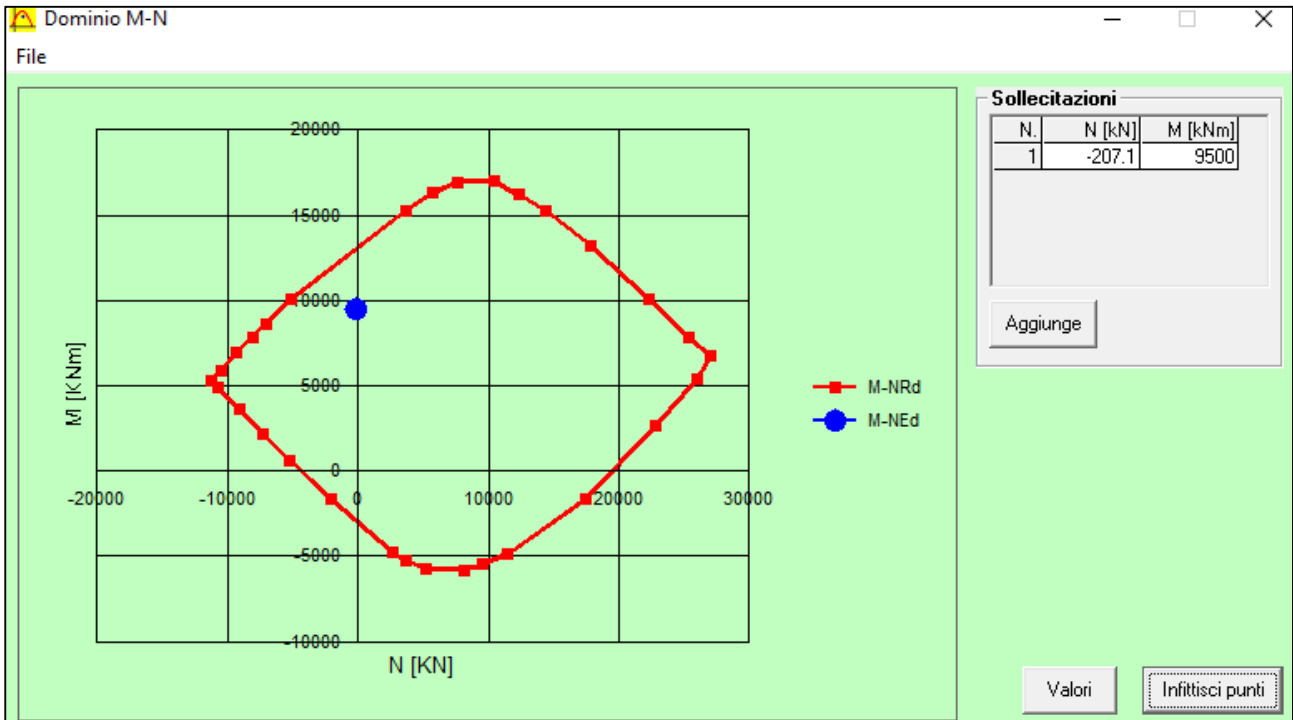 Dominio M-N
File
20000
15000
10000
5000
0
-5000
-10000
-20000 -10000 0 10000 20000 30000
M [KNm]
N [KN]
M-NRd
M-NEd
Sollecitazioni
N. N [kN] M [kNm]
1 -207.1 9500
Aggiunge
Valori Infittisci punti